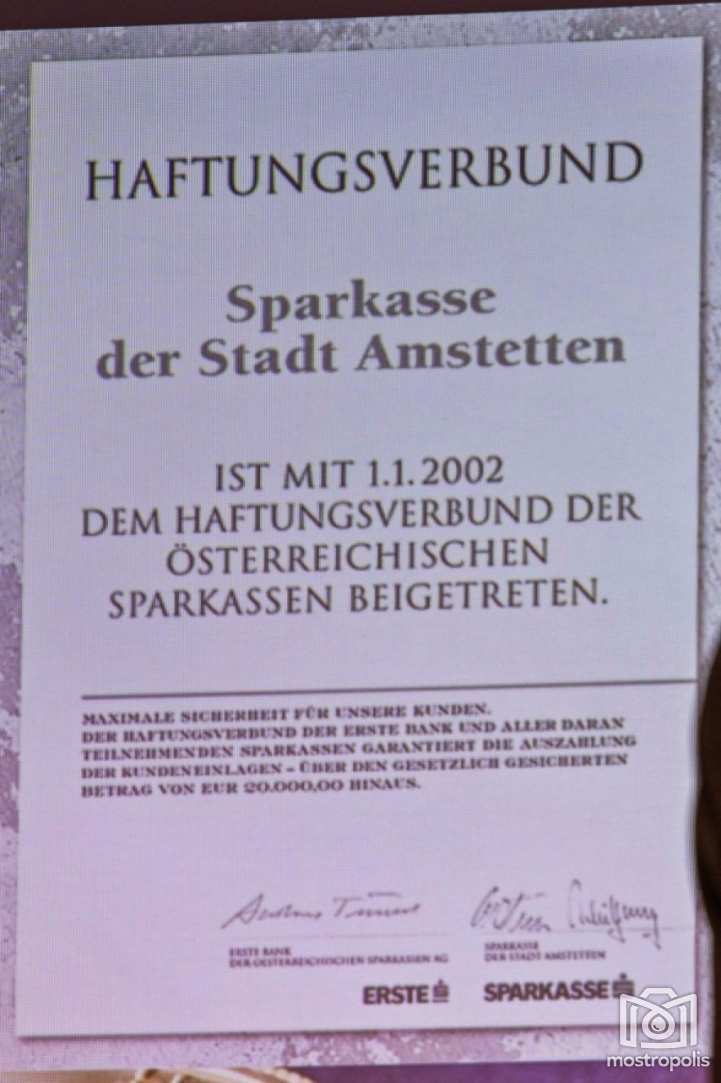 HAFTUNGSVERBUND
Sparkasse
der Stadt Amstetten
IST MIT 1.1.2002
DEM HAFTUNGSVERBUND DER
ÖSTERREICHISCHEN
SPARKASSEN BEIGETRETEN.
MAXIMALE SICHERHEIT FÜR UNSERE KUNDEN.
DER HAFTUNGSVERBUND DER ERSTE BANK UND ALLER DARAN
TEILNEHMENDEN SPARKASSEN GARANTIERT DIE AUSZAHLUNG
DER KUNDENEINLAGEN – ÜBER DEN GESETZLICH GESICHERTEN
BETRAG VON EUR 20.000,00 HINAUS.
ERSTE BANK
DER OESTERREICHISCHEN SPARKASSEN AG
SPARKASSE
DER STADT AMSTETTEN
ERSTE
SPARKASSE
mostropolis